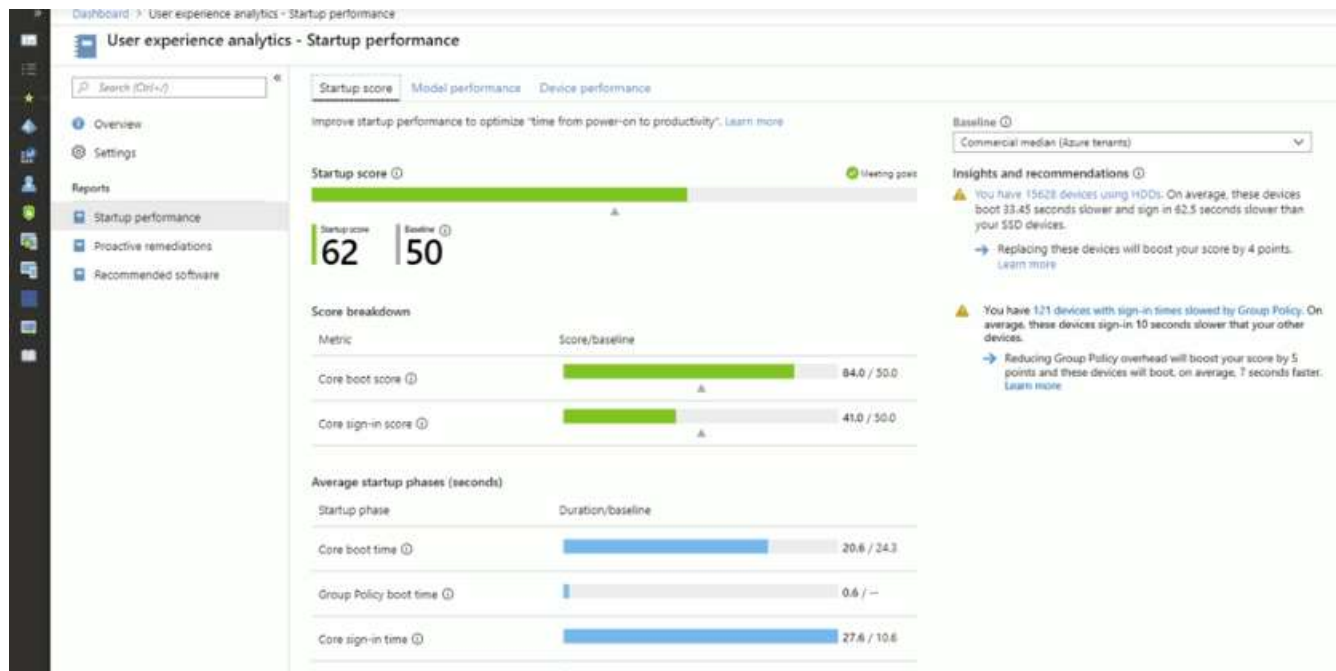 Dashboard > User experience analytics - Startup performance
User experience analytics - Startup performance
Search (Ctrl+/)
Overview
Settings
Reports
Startup performance
Proactive remediations
Recommended software
Startup score
Model performance
Device performance
Improve startup performance to optimize "time from power-on to productivity". Learn more
Startup score
Meeting goals
Startup score
62
Baseline
50
Score breakdown
Metric
Score/baseline
Core boot score
84.0 / 50.0
Core sign-in score
41.0 / 50.0
Average startup phases (seconds)
Startup phase
Duration/baseline
Core boot time
20.6 / 24.3
Group Policy boot time
0.6 / --
Core sign-in time
27.6 / 10.6
Baseline
Commercial median (Azure tenants)
Insights and recommendations
You have 15628 devices using HDDs. On average, these devices
boot 33.45 seconds slower and sign in 62.5 seconds slower than
your SSD devices.
Replacing these devices will boost your score by 4 points.
Learn more
You have 121 devices with sign-in times slowed by Group Policy. On
average, these devices sign-in 10 seconds slower that your other
devices.
Reducing Group Policy overhead will boost your score by 5
points and these devices will boot, on average, 7 seconds faster.
Learn more